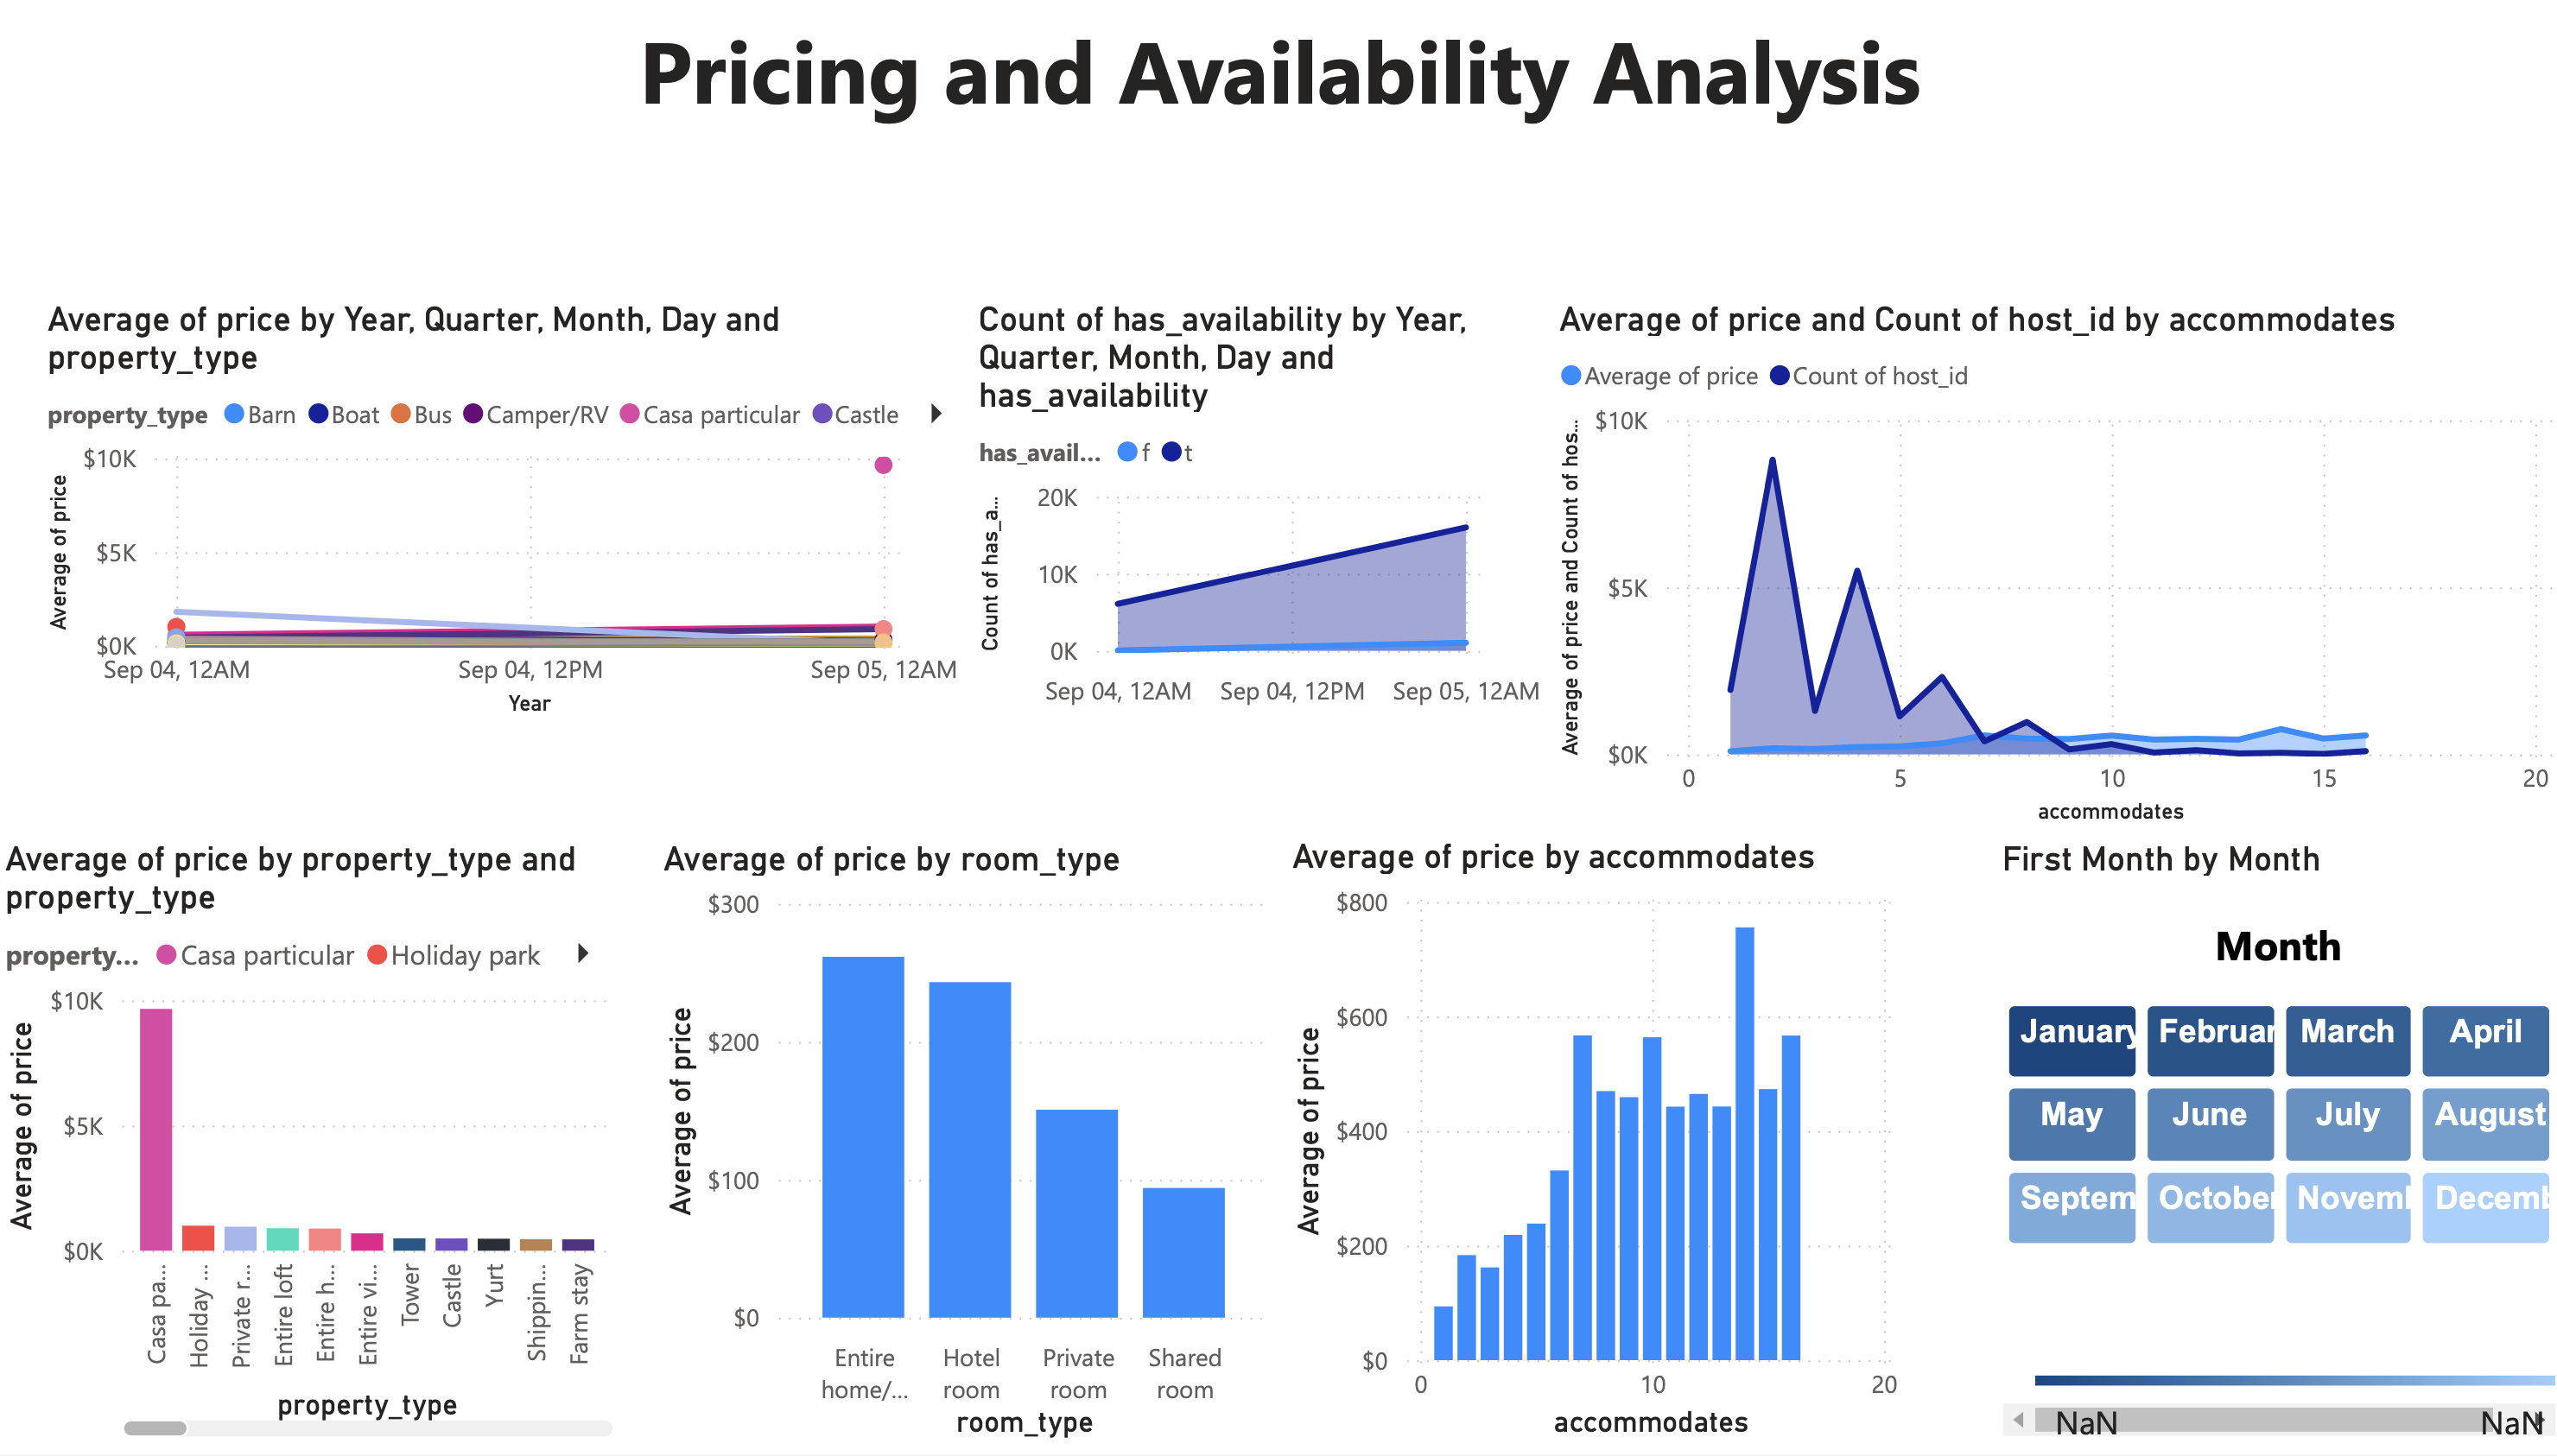 Pricing and Availability Analysis
Average of price by Year, Quarter, Month, Day and
property_type
property_type Barn Boat Bus Camper/RV Casa particular Castle
Average of price
$10K
$5K
$0K
Sep 04, 12AM Sep 04, 12PM Sep 05, 12AM
Year
Count of has_availability by Year,
Quarter, Month, Day and
has_availability
has_avail... f t
Count of has_a...
20K
10K
0K
Sep 04, 12AM Sep 04, 12PM Sep 05, 12AM
Average of price and Count of host_id by accommodates
Average of price Count of host_id
Average of price and Count of hos...
$10K
$5K
$0K
0 5 10 15 20
accommodates
Average of price by property_type and
property_type
property... Casa particular Holiday park
Average of price
$10K
$5K
$0K
Casa pa...
Holiday ...
Private r...
Entire loft
Entire h...
Entire vi...
Tower
Castle
Yurt
Shippin...
Farm stay
property_type
Average of price by room_type
Average of price
$300
$200
$100
$0
Entire
home/...
Hotel
room
Private
room
Shared
room
room_type
Average of price by accommodates
Average of price
$800
$600
$400
$200
$0
0 10 20
accommodates
First Month by Month
Month
January Februar March April
May June July August
Septem October Novemb Decemb
NaN NaN